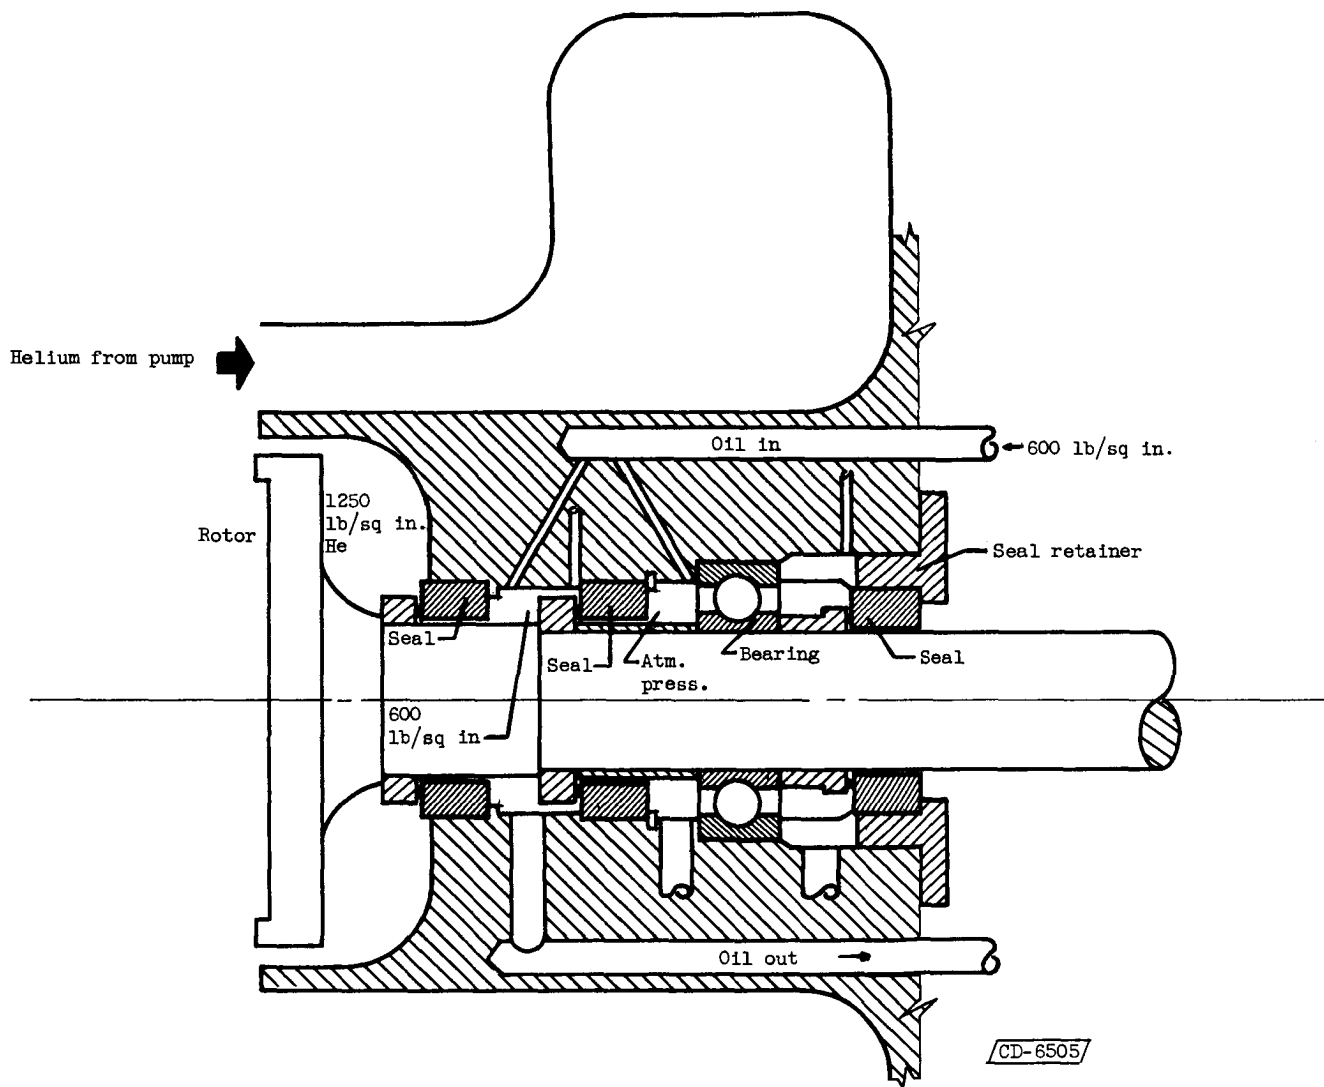 Helium from pump
Oil in
600 lb/sq in.
1250
lb/sq in.
He
Rotor
Seal retainer
Seal
Seal
Atm.
press.
Bearing
Seal
600
lb/sq in
Oil out
CD-6505